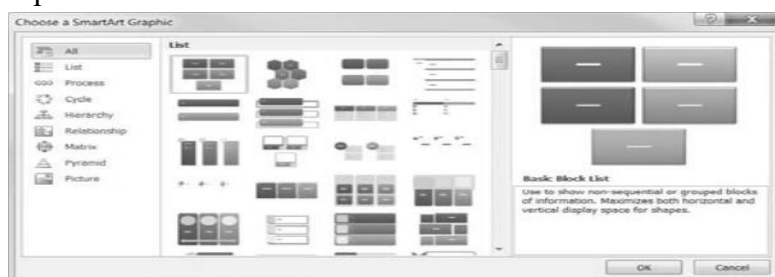 Choose a SmartArt Graphic
All
List
Process
Cycle
Hierarchy
Relationship
Matrix
Pyramid
Picture
List
Basic Block List
Use to show non-sequential or grouped blocks
of information. Maximizes both horizontal and
vertical display space for shapes.
OK
Cancel